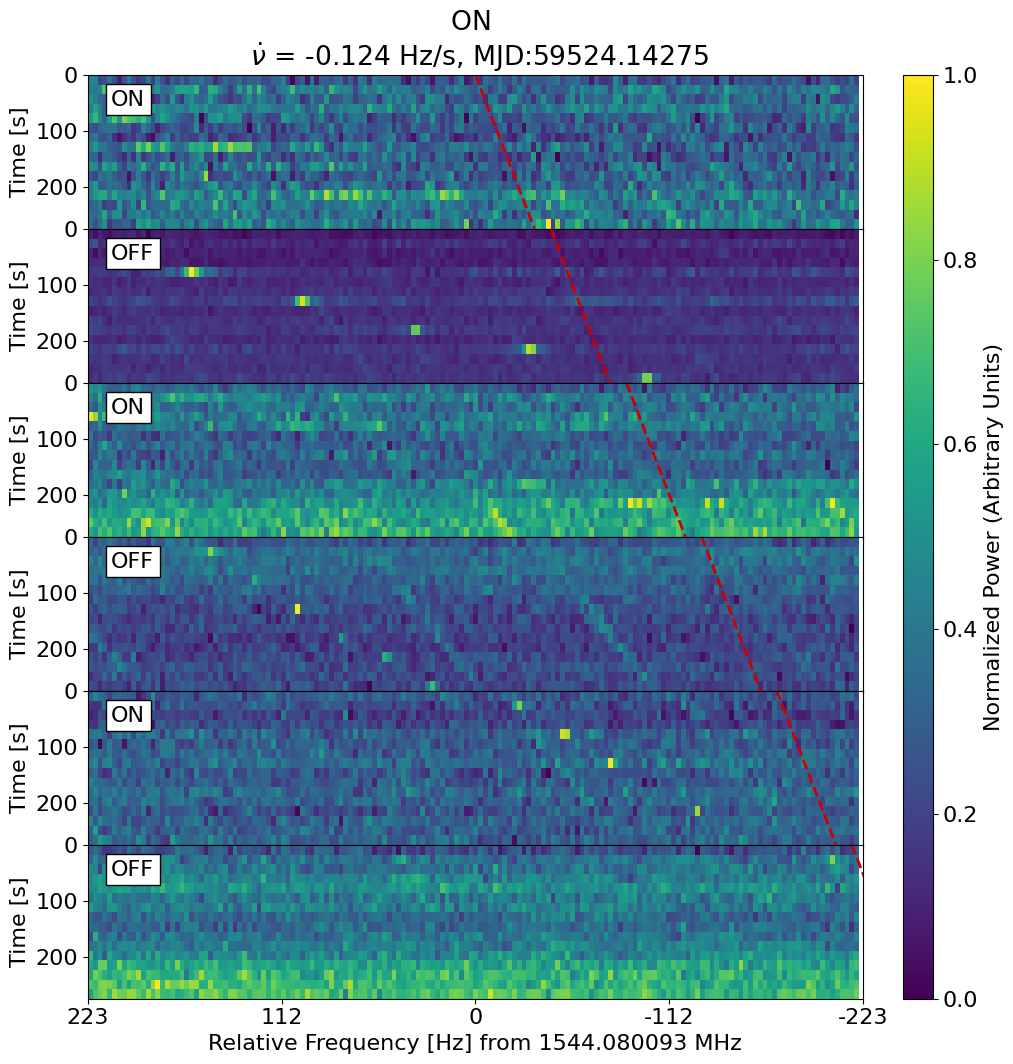 ON
ν̇ = -0.124 Hz/s, MJD:59524.14275
0
100
200
Time [s]
ON
0
100
200
Time [s]
OFF
0
100
200
Time [s]
ON
0
100
200
Time [s]
OFF
0
100
200
Time [s]
ON
0
100
200
Time [s]
OFF
223 112 0 -112 -223
Relative Frequency [Hz] from 1544.080093 MHz
1.0
0.8
0.6
0.4
0.2
0.0
Normalized Power (Arbitrary Units)